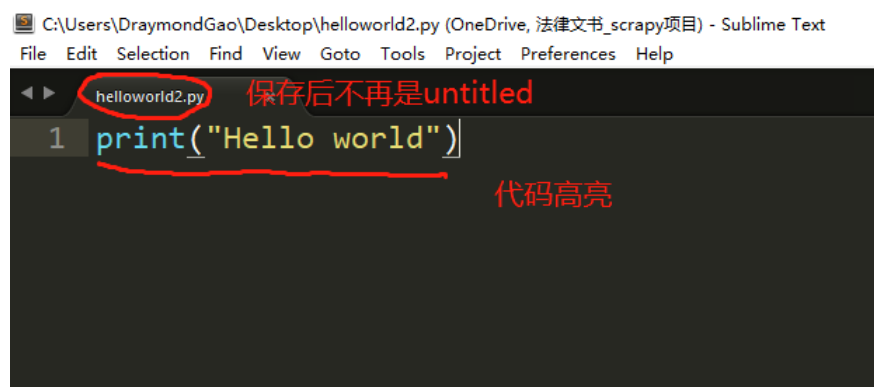 C:\Users\DraymondGao\Desktop\helloworld2.py (OneDrive, 法律文书_scrapy项目) - Sublime Text
File Edit Selection Find View Goto Tools Project Preferences Help
helloworld2.py 保存后不再是untitled
1 print("Hello world")
代码高亮